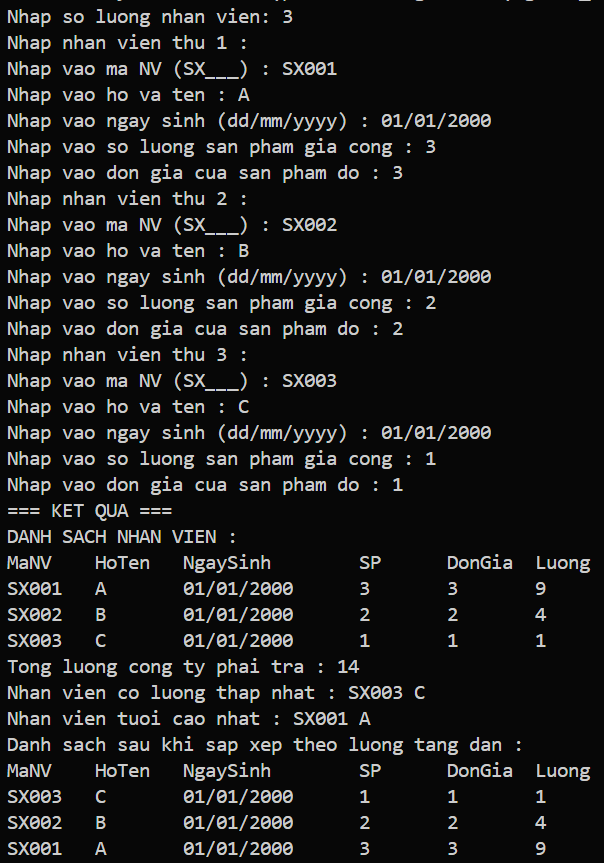 Nhap so luong nhan vien: 3
Nhap nhan vien thu 1 :
Nhap vao ma NV (SX___) : SX001
Nhap vao ho va ten : A
Nhap vao ngay sinh (dd/mm/yyyy) : 01/01/2000
Nhap vao so luong san pham gia cong : 3
Nhap vao don gia cua san pham do : 3
Nhap nhan vien thu 2 :
Nhap vao ma NV (SX___) : SX002
Nhap vao ho va ten : B
Nhap vao ngay sinh (dd/mm/yyyy) : 01/01/2000
Nhap vao so luong san pham gia cong : 2
Nhap vao don gia cua san pham do : 2
Nhap nhan vien thu 3 :
Nhap vao ma NV (SX___) : SX003
Nhap vao ho va ten : C
Nhap vao ngay sinh (dd/mm/yyyy) : 01/01/2000
Nhap vao so luong san pham gia cong : 1
Nhap vao don gia cua san pham do : 1
=== KET QUA ===
DANH SACH NHAN VIEN :
MaNV    HoTen   NgaySinh        SP      DonGia  Luong
SX001   A       01/01/2000      3       3       9
SX002   B       01/01/2000      2       2       4
SX003   C       01/01/2000      1       1       1
Tong luong cong ty phai tra : 14
Nhan vien co luong thap nhat : SX003 C
Nhan vien tuoi cao nhat : SX001 A
Danh sach sau khi sap xep theo luong tang dan :
MaNV    HoTen   NgaySinh        SP      DonGia  Luong
SX003   C       01/01/2000      1       1       1
SX002   B       01/01/2000      2       2       4
SX001   A       01/01/2000      3       3       9